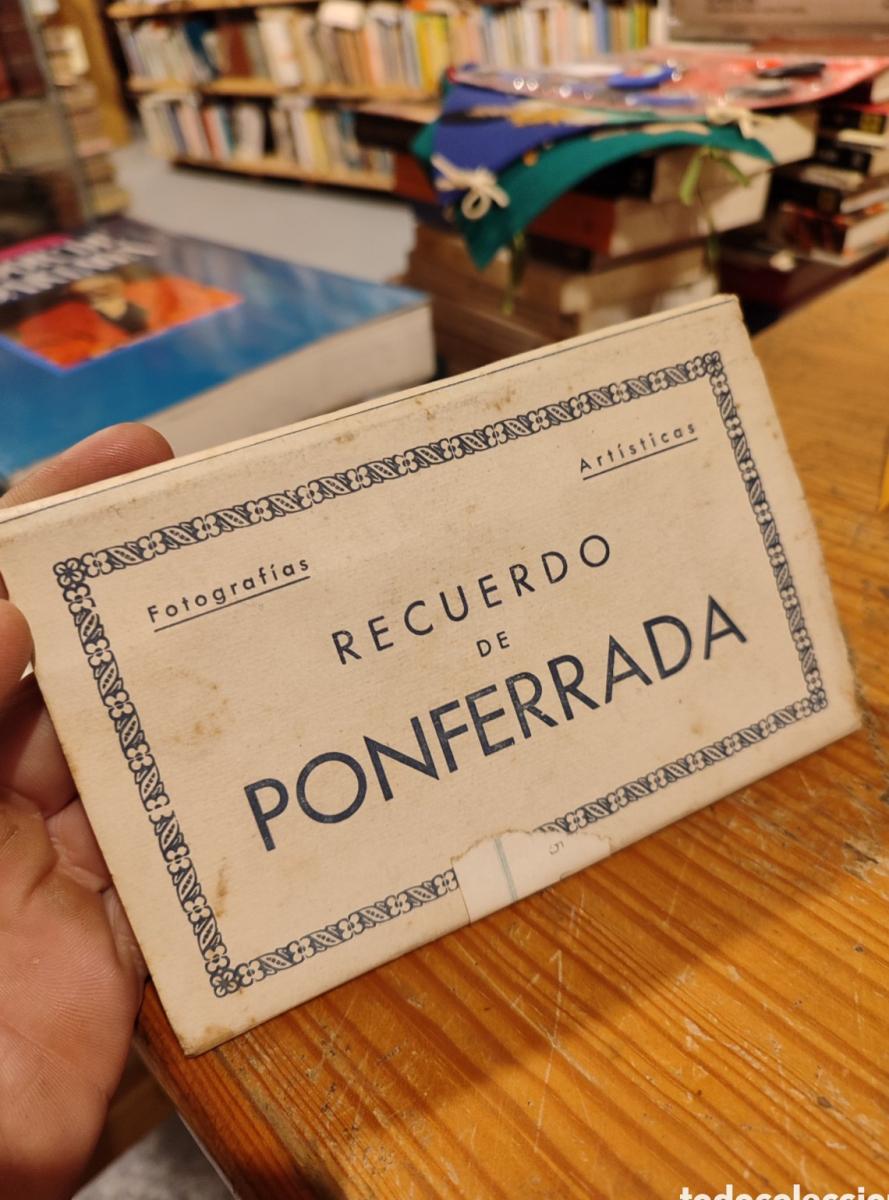 Fotografías
Artísticas
RECUERDO
DE
PONFERRADA